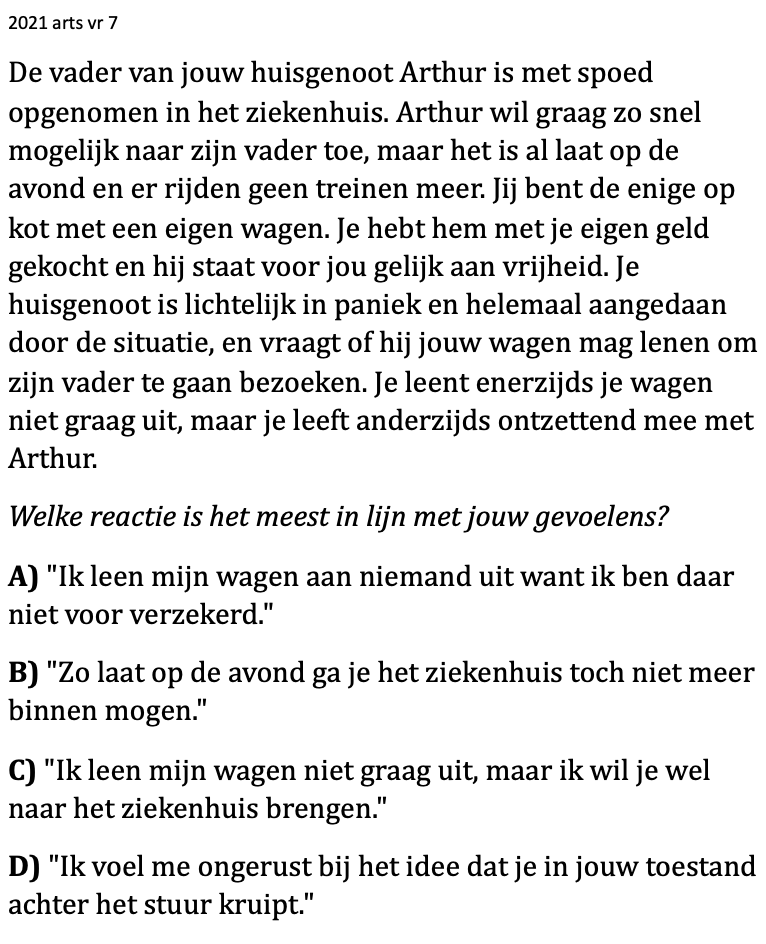 2021 arts vr 7
De vader van jouw huisgenoot Arthur is met spoed
opgenomen in het ziekenhuis. Arthur wil graag zo snel
mogelijk naar zijn vader toe, maar het is al laat op de
avond en er rijden geen treinen meer. Jij bent de enige op
kot met een eigen wagen. Je hebt hem met je eigen geld
gekocht en hij staat voor jou gelijk aan vrijheid. Je
huisgenoot is lichtelijk in paniek en helemaal aangedaan
door de situatie, en vraagt of hij jouw wagen mag lenen om
zijn vader te gaan bezoeken. Je leent enerzijds je wagen
niet graag uit, maar je leeft anderzijds ontzettend mee met
Arthur.
Welke reactie is het meest in lijn met jouw gevoelens?
A) "Ik leen mijn wagen aan niemand uit want ik ben daar
niet voor verzekerd."
B) "Zo laat op de avond ga je het ziekenhuis toch niet meer
binnen mogen."
C) "Ik leen mijn wagen niet graag uit, maar ik wil je wel
naar het ziekenhuis brengen."
D) "Ik voel me ongerust bij het idee dat je in jouw toestand
achter het stuur kruipt."